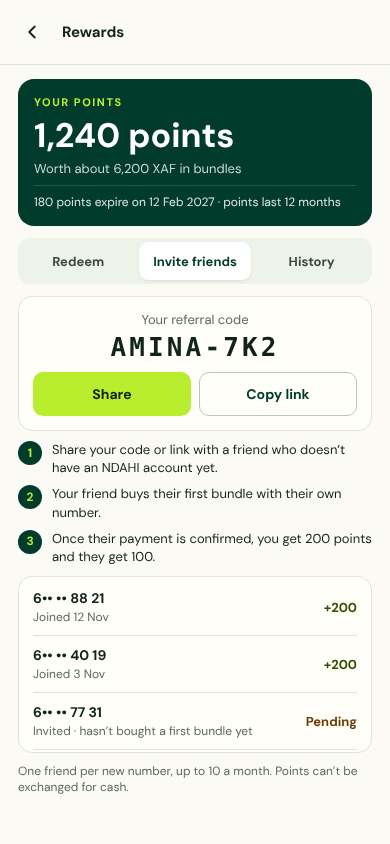 Rewards
YOUR POINTS
1,240 points
Worth about 6,200 XAF in bundles
180 points expire on 12 Feb 2027 · points last 12 months
Redeem
Invite friends
History
Your referral code
AMINA-7K2
Share
Copy link
1
Share your code or link with a friend who doesn’t
have an NDAHI account yet.
2
Your friend buys their first bundle with their own
number.
3
Once their payment is confirmed, you get 200 points
and they get 100.
6•• •• 88 21
+200
Joined 12 Nov
6•• •• 40 19
+200
Joined 3 Nov
6•• •• 77 31
Pending
Invited · hasn’t bought a first bundle yet
One friend per new number, up to 10 a month. Points can’t be
exchanged for cash.